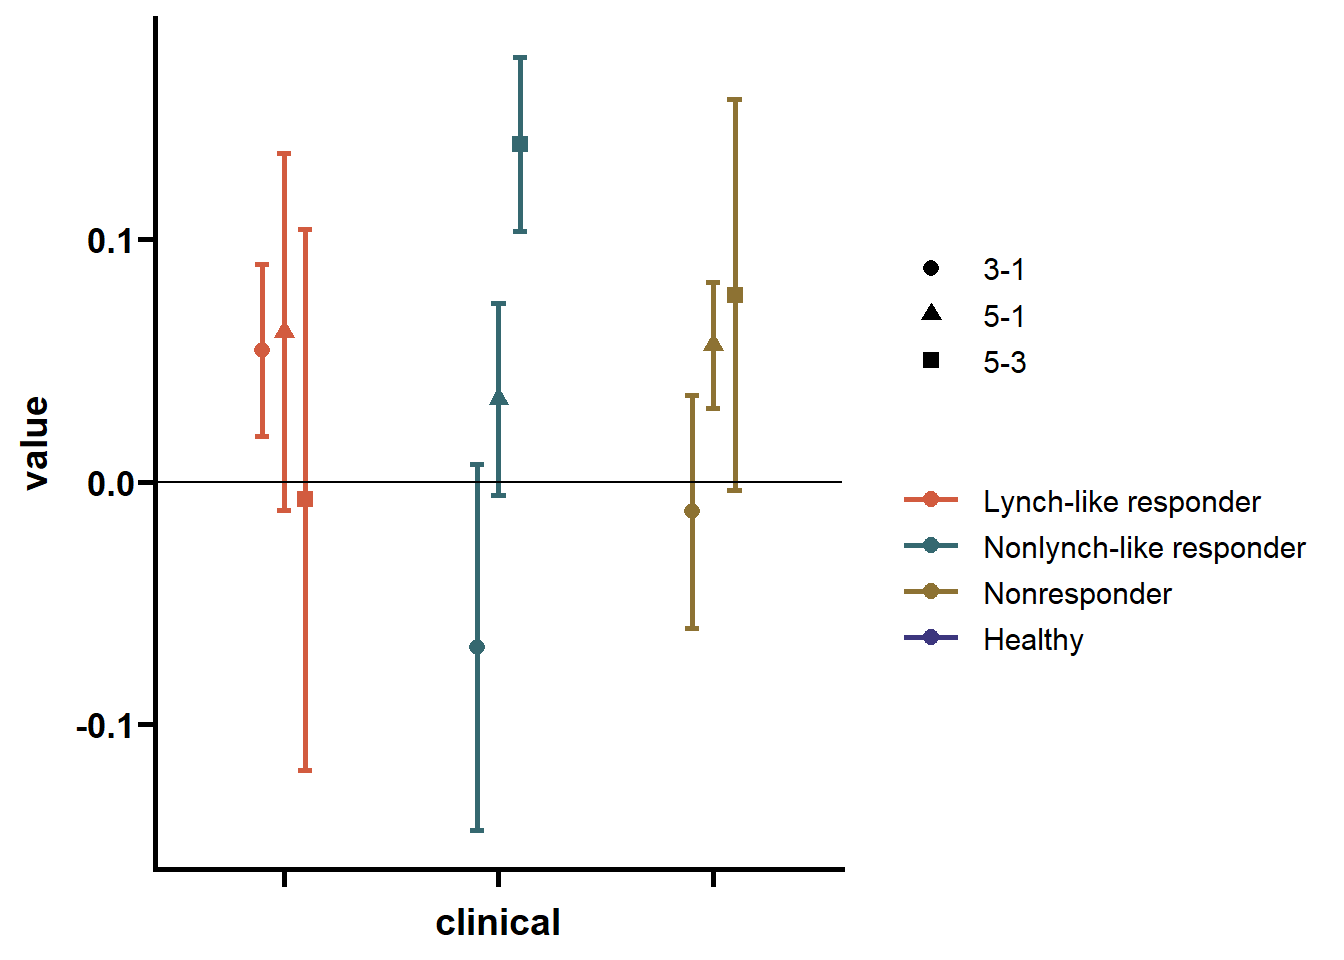 0.1
0.0
-0.1
value
clinical
3-1
5-1
5-3
Lynch-like responder
Nonlynch-like responder
Nonresponder
Healthy